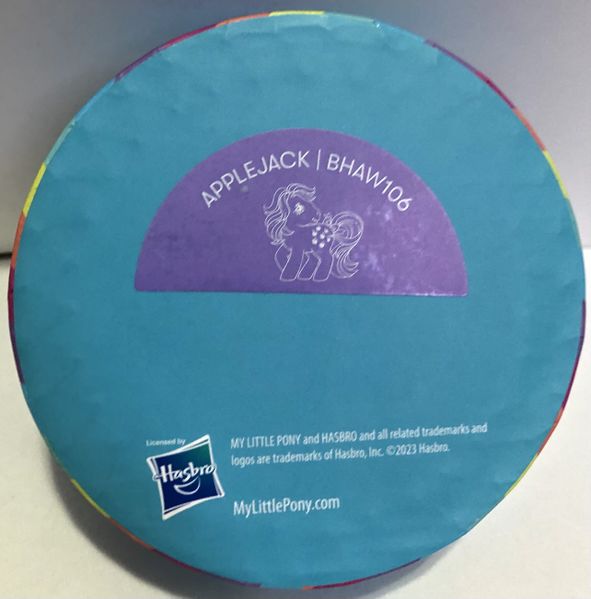 APPLEJACK | BHAW106
Licensed by
Hasbro
MY LITTLE PONY and HASBRO and all related trademarks and
logos are trademarks of Hasbro, Inc. ©2023 Hasbro.
MyLittlePony.com